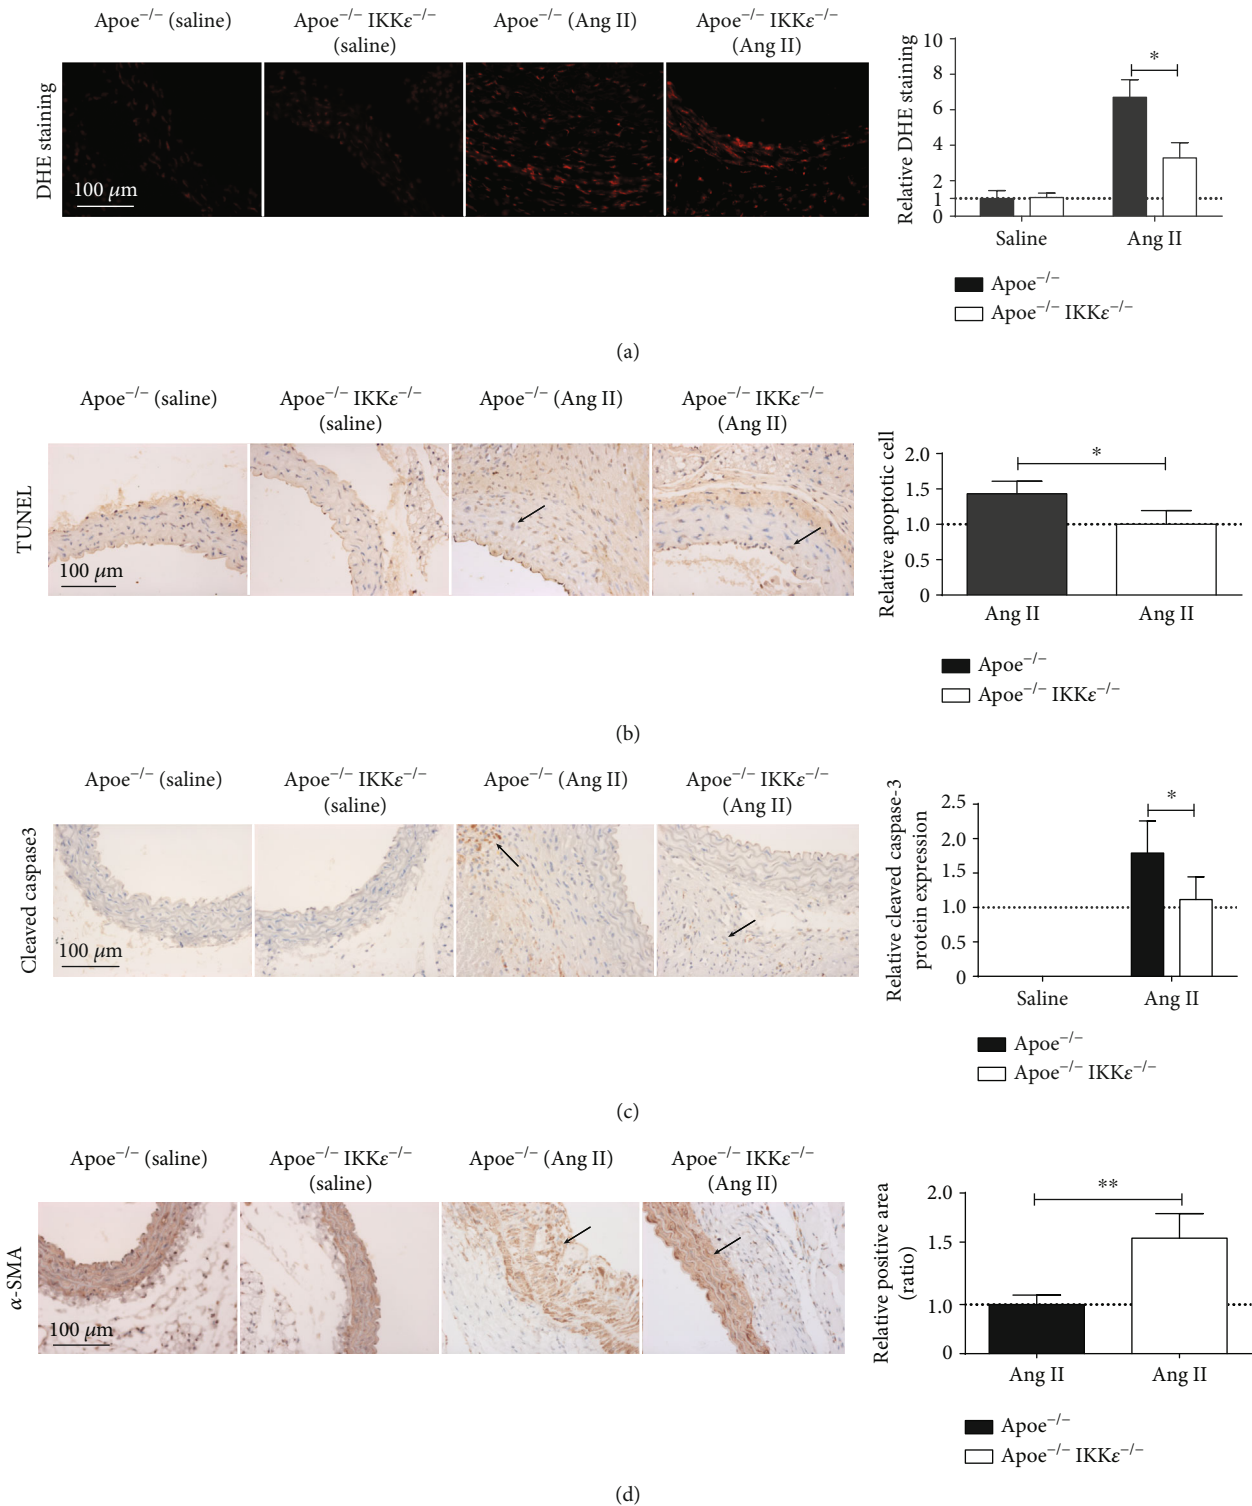 Apoe−/− (saline)
Apoe−/− IKKε−/−
(saline)
Apoe−/− (Ang II)
Apoe−/− IKKε−/−
(Ang II)
DHE staining
100 μm
Relative DHE staining
10
8
6
4
2
1
0
*
Saline
Ang II
Apoe−/−
Apoe−/− IKKε−/−
(a)
Apoe−/− (saline)
Apoe−/− IKKε−/−
(saline)
Apoe−/− (Ang II)
Apoe−/− IKKε−/−
(Ang II)
TUNEL
100 μm
Relative apoptotic cell
2.0
1.5
1.0
0.5
0
*
Ang II
Ang II
Apoe−/−
Apoe−/− IKKε−/−
(b)
Apoe−/− (saline)
Apoe−/− IKKε−/−
(saline)
Apoe−/− (Ang II)
Apoe−/− IKKε−/−
(Ang II)
Cleaved caspase3
100 μm
Relative cleaved caspase-3
protein expression
2.5
2.0
1.5
1.0
0.5
0
*
Saline
Ang II
Apoe−/−
Apoe−/− IKKε−/−
(c)
Apoe−/− (saline)
Apoe−/− IKKε−/−
(saline)
Apoe−/− (Ang II)
Apoe−/− IKKε−/−
(Ang II)
α-SMA
100 μm
Relative positive area
(ratio)
2.0
1.5
1.0
0
**
Ang II
Ang II
Apoe−/−
Apoe−/− IKKε−/−
(d)